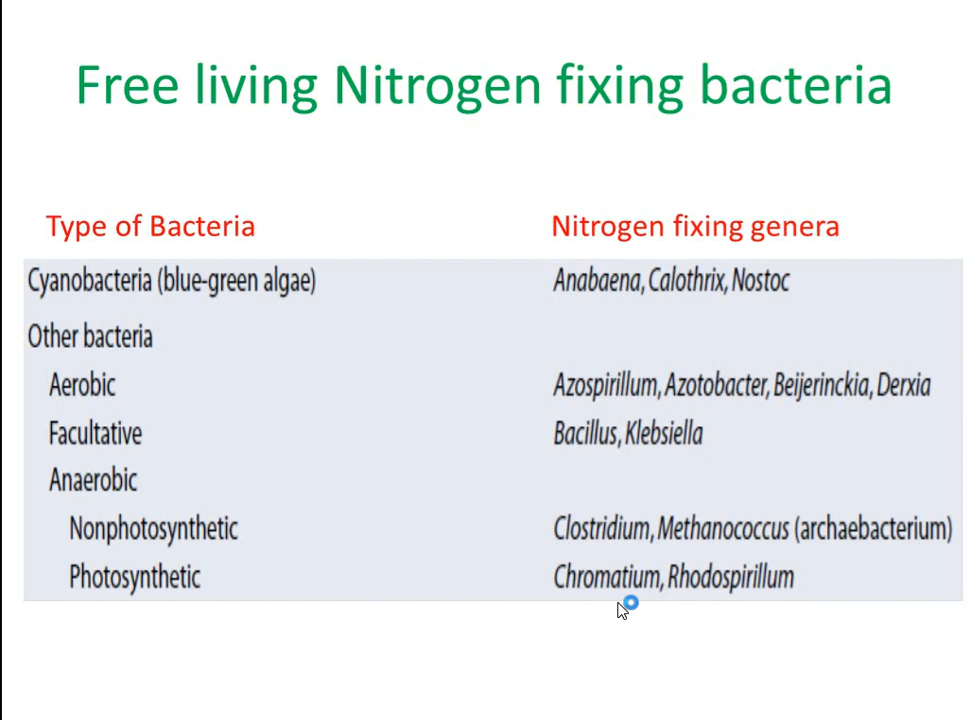 Free living Nitrogen fixing bacteria
Type of Bacteria Nitrogen fixing genera
Cyanobacteria (blue-green algae) Anabaena, Calothrix, Nostoc
Other bacteria
Aerobic Azospirillum, Azotobacter, Beijerinckia, Derxia
Facultative Bacillus, Klebsiella
Anaerobic
Nonphotosynthetic Clostridium, Methanococcus (archaebacterium)
Photosynthetic Chromatium, Rhodospirillum